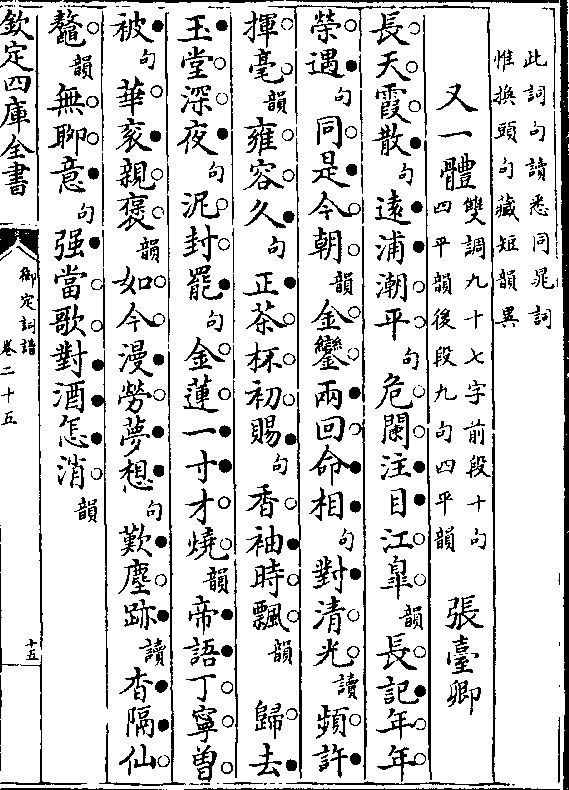 此詞句讀悉同晁詞
惟換頭句藏短韻異
又一體 雙調九十七字前段十句
四平韻後段九句四平韻 張臺卿
長天霞散句遠浦潮平句危闌注目江皐韻長記年年
榮遇句同是今朝韻金鑾兩回命相句對清光讀頻許
揮毫韻雍容久句正茶杯初賜句香袖時飄韻 歸去
玉堂深夜句泥封罷句金蓮一寸才燒韻帝語丁寧曽
被句華衮親褒韻如今漫勞夢想句歎塵跡讀杳隔仙
鼇韻無聊意句强當歌對酒怎消韻
欽定四庫全書
御定詞譜
卷二十五
十五